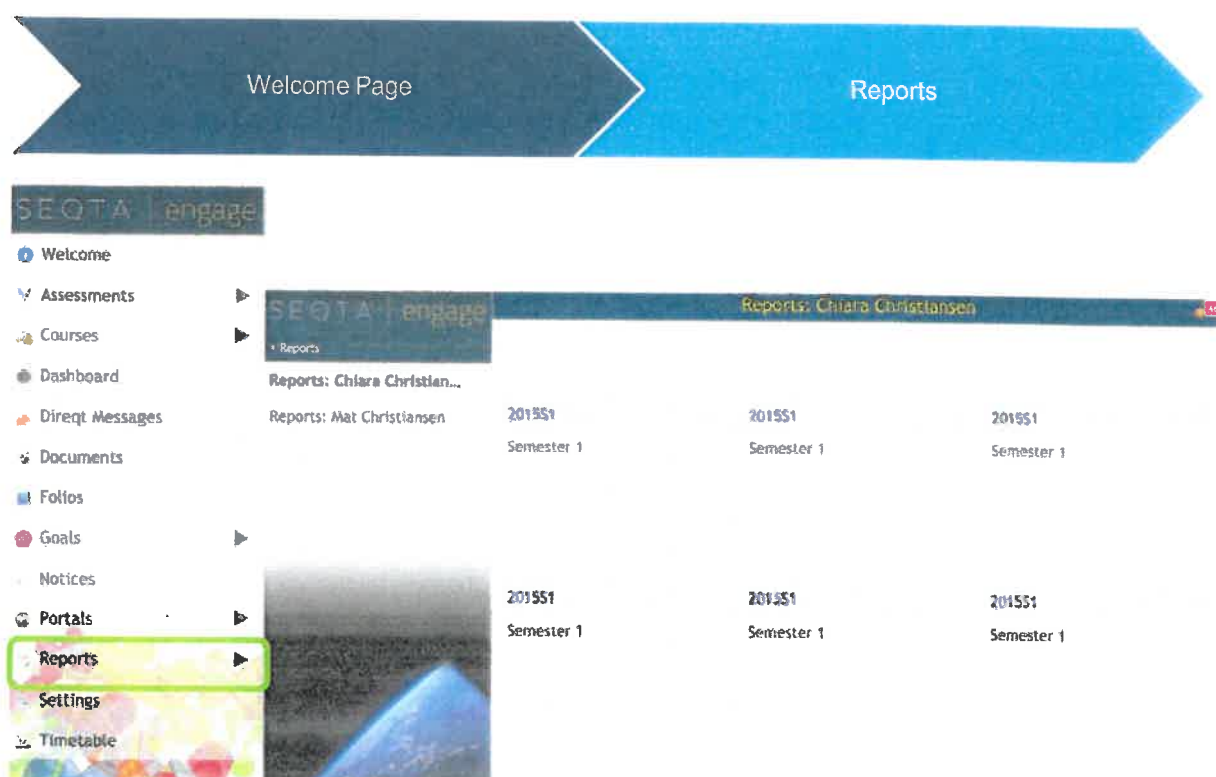 Welcome Page
Reports
SEQTA | engage
Welcome
Assessments
Courses
Dashboard
Direqt Messages
Documents
Folios
Goals
Notices
Portals
Reports
Settings
Timetable
SEQTA | engage
Reports: Chiara Christiansen
• Reports
Reports: Chiara Christian...
Reports: Mat Christiansen
2015S1
2015S1
2015S1
Semester 1
Semester 1
Semester 1
2015S1
2015S1
2015S1
Semester 1
Semester 1
Semester 1